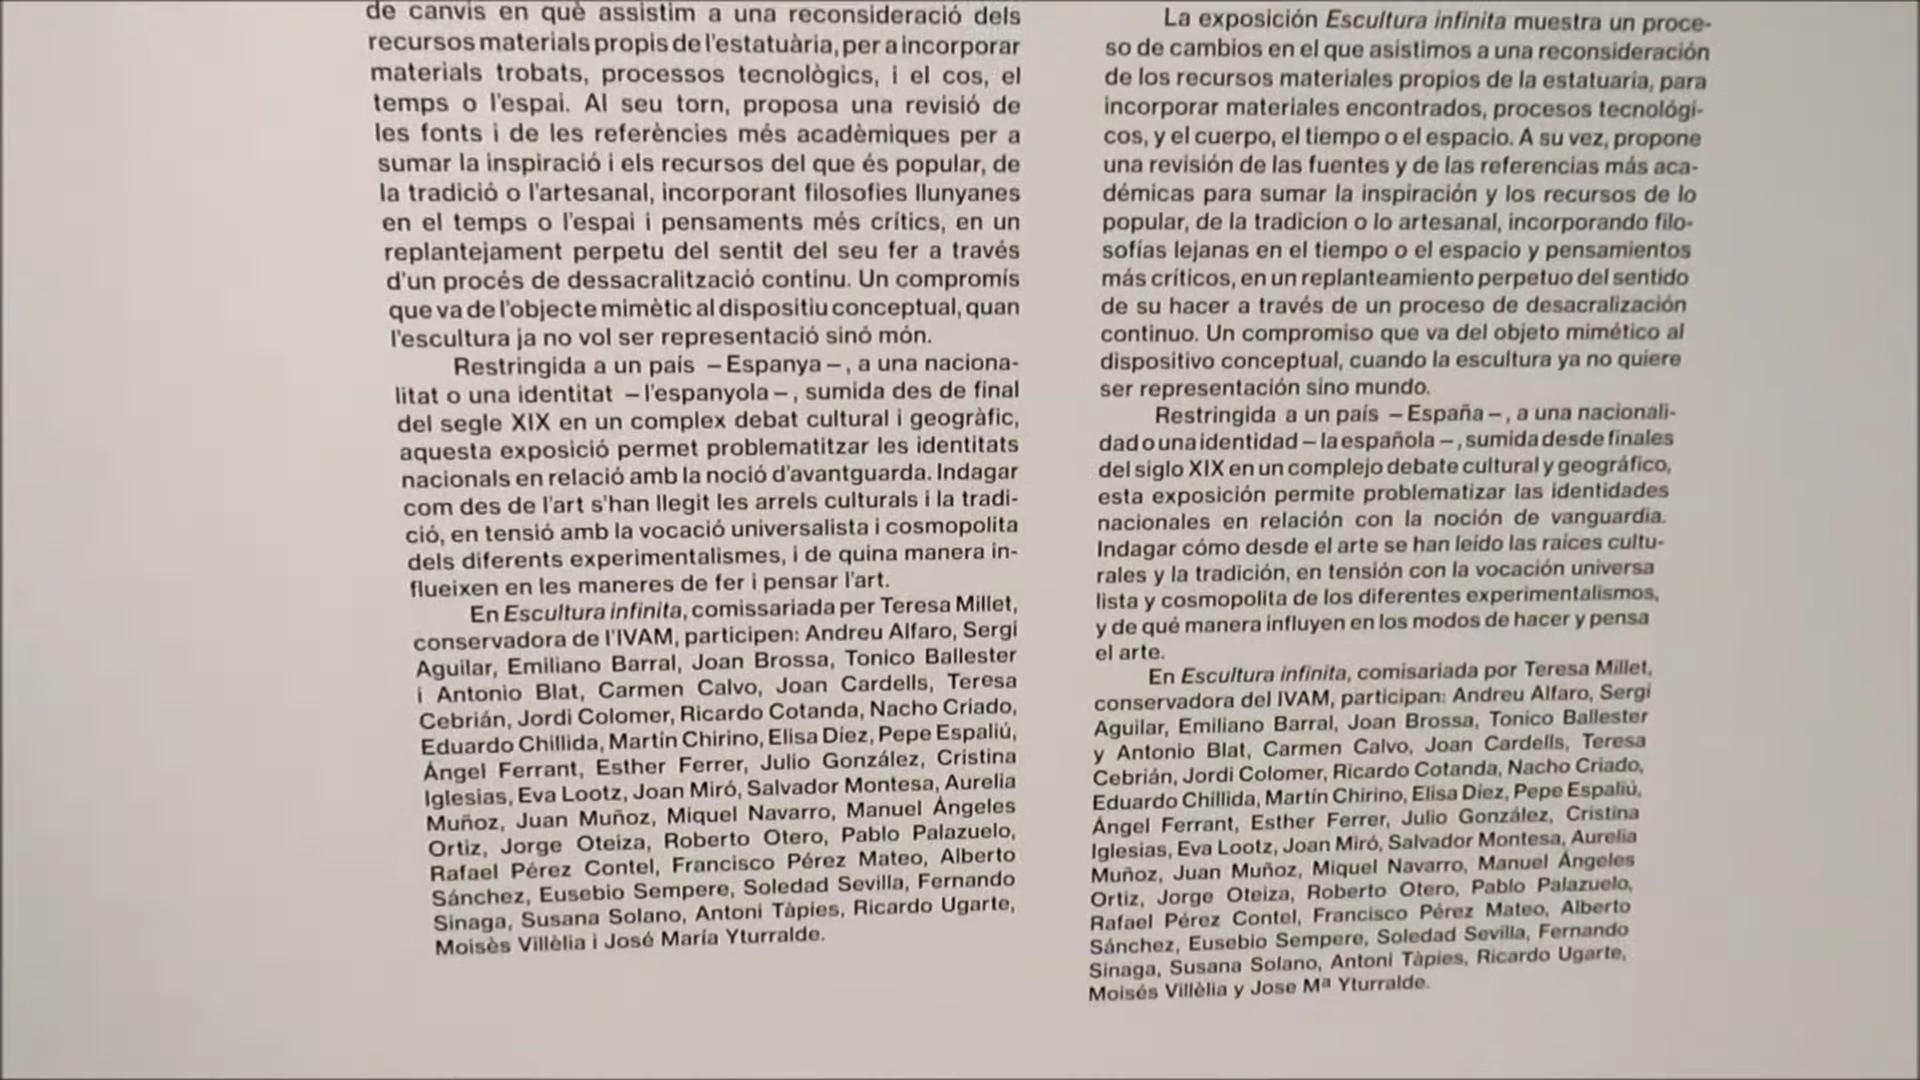 de canvis en què assistim a una reconsideració dels
recursos materials propis de l'estatuària, per a incorporar
materials trobats, processos tecnològics, i el cos, el
temps o l'espai. Al seu torn, proposa una revisió de
les fonts i de les referències més acadèmiques per a
sumar la inspiració i els recursos del que és popular, de
la tradició o l'artesanal, incorporant filosofies llunyanes
en el temps o l'espai i pensaments més crítics, en un
replantejament perpetu del sentit del seu fer a través
d'un procés de dessacralització continu. Un compromís
que va de l'objecte mimètic al dispositiu conceptual, quan
l'escultura ja no vol ser representació sinó món.
Restringida a un país – Espanya –, a una naciona-
litat o una identitat – l'espanyola –, sumida des de final
del segle XIX en un complex debat cultural i geogràfic,
aquesta exposició permet problematitzar les identitats
nacionals en relació amb la noció d'avantguarda. Indagar
com des de l'art s'han llegit les arrels culturals i la tradi-
ció, en tensió amb la vocació universalista i cosmopolita
dels diferents experimentalismes, i de quina manera in-
flueixen en les maneres de fer i pensar l'art.
En Escultura infinita, comissariada per Teresa Millet,
conservadora de l'IVAM, participen: Andreu Alfaro, Sergi
Aguilar, Emiliano Barral, Joan Brossa, Tonico Ballester
i Antonio Blat, Carmen Calvo, Joan Cardells, Teresa
Cebrián, Jordi Colomer, Ricardo Cotanda, Nacho Criado,
Eduardo Chillida, Martín Chirino, Elisa Díez, Pepe Espaliú,
Ángel Ferrant, Esther Ferrer, Julio González, Cristina
Iglesias, Eva Lootz, Joan Miró, Salvador Montesa, Aurelia
Muñoz, Juan Muñoz, Miquel Navarro, Manuel Ángeles
Ortiz, Jorge Oteiza, Roberto Otero, Pablo Palazuelo,
Rafael Pérez Contel, Francisco Pérez Mateo, Alberto
Sánchez, Eusebio Sempere, Soledad Sevilla, Fernando
Sinaga, Susana Solano, Antoni Tàpies, Ricardo Ugarte,
Moisès Villèlia i José María Yturralde.
La exposición Escultura infinita muestra un proce-
so de cambios en el que asistimos a una reconsideración
de los recursos materiales propios de la estatuaria, para
incorporar materiales encontrados, procesos tecnológi-
cos, y el cuerpo, el tiempo o el espacio. A su vez, propone
una revisión de las fuentes y de las referencias más aca-
démicas para sumar la inspiración y los recursos de lo
popular, de la tradicion o lo artesanal, incorporando filo-
sofías lejanas en el tiempo o el espacio y pensamientos
más críticos, en un replanteamiento perpetuo del sentido
de su hacer a través de un proceso de desacralización
continuo. Un compromiso que va del objeto mimético al
dispositivo conceptual, cuando la escultura ya no quiere
ser representación sino mundo.
Restringida a un país – España –, a una nacionali-
dad o una identidad – la española –, sumida desde finales
del siglo XIX en un complejo debate cultural y geográfico,
esta exposición permite problematizar las identidades
nacionales en relación con la noción de vanguardia.
Indagar cómo desde el arte se han leído las raíces cultu-
rales y la tradición, en tensión con la vocación universa
lista y cosmopolita de los diferentes experimentalismos,
y de qué manera influyen en los modos de hacer y pensa
el arte.
En Escultura infinita, comisariada por Teresa Millet,
conservadora del IVAM, participan: Andreu Alfaro, Sergi
Aguilar, Emiliano Barral, Joan Brossa, Tonico Ballester
y Antonio Blat, Carmen Calvo, Joan Cardells, Teresa
Cebrián, Jordi Colomer, Ricardo Cotanda, Nacho Criado,
Eduardo Chillida, Martín Chirino, Elisa Díez, Pepe Espaliú,
Ángel Ferrant, Esther Ferrer, Julio González, Cristina
Iglesias, Eva Lootz, Joan Miró, Salvador Montesa, Aurelia
Muñoz, Juan Muñoz, Miquel Navarro, Manuel Ángeles
Ortiz, Jorge Oteiza, Roberto Otero, Pablo Palazuelo,
Rafael Pérez Contel, Francisco Pérez Mateo, Alberto
Sánchez, Eusebio Sempere, Soledad Sevilla, Fernando
Sinaga, Susana Solano, Antoni Tàpies, Ricardo Ugarte,
Moisés Villèlia y Jose Mª Yturralde.